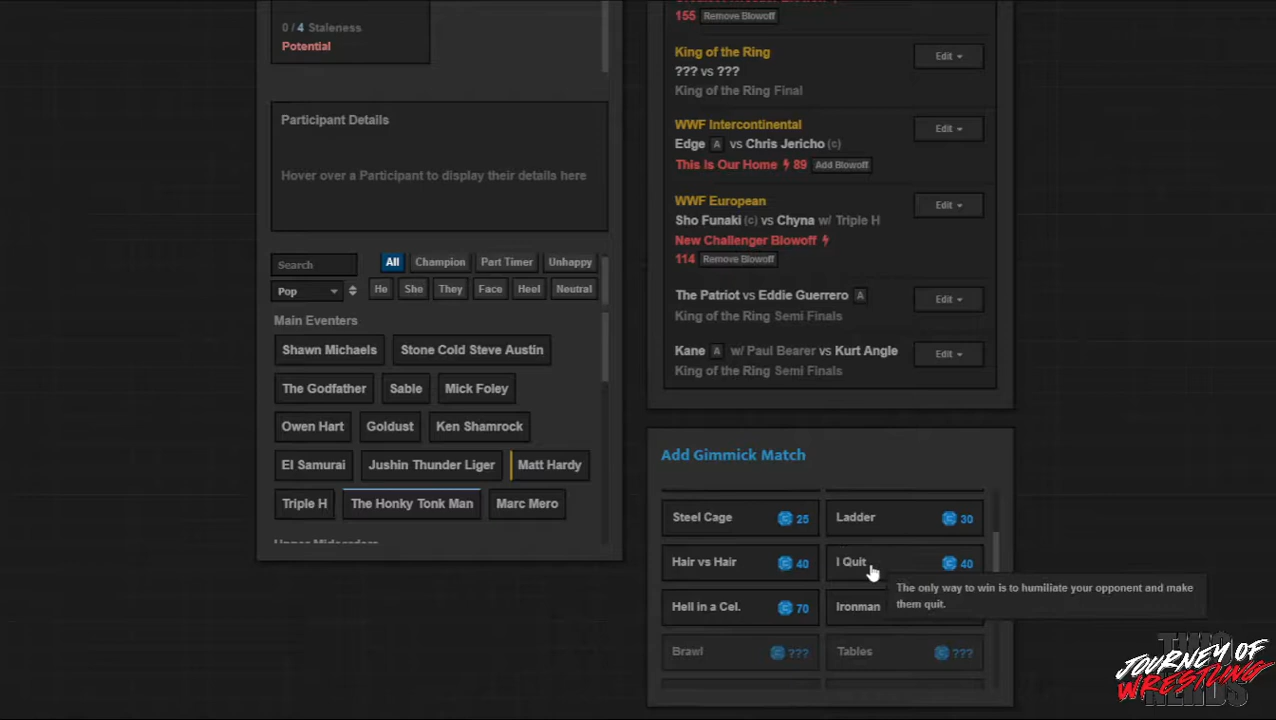 0 / 4 Staleness
Potential
Participant Details
Hover over a Participant to display their details here
Search
All
Champion
Part Timer
Unhappy
Pop
He
She
They
Face
Heel
Neutral
Main Eventers
Shawn Michaels
Stone Cold Steve Austin
The Godfather
Sable
Mick Foley
Owen Hart
Goldust
Ken Shamrock
El Samurai
Jushin Thunder Liger
Matt Hardy
Triple H
The Honky Tonk Man
Marc Mero
155 Remove Blowoff
King of the Ring
??? vs ???
King of the Ring Final
Edit
WWF Intercontinental
Edge A vs Chris Jericho (c)
This Is Our Home 89 Add Blowoff
Edit
WWF European
Sho Funaki (c) vs Chyna w/ Triple H
New Challenger Blowoff
114 Remove Blowoff
Edit
The Patriot vs Eddie Guerrero A
King of the Ring Semi Finals
Edit
Kane A w/ Paul Bearer vs Kurt Angle
King of the Ring Semi Finals
Edit
Add Gimmick Match
Steel Cage 25
Ladder 30
Hair vs Hair 40
I Quit 40
The only way to win is to humiliate your opponent and make
them quit.
Hell in a Cel. 70
Ironman
Brawl ???
Tables ???
JOURNEY OF
WRESTLING
NERDS